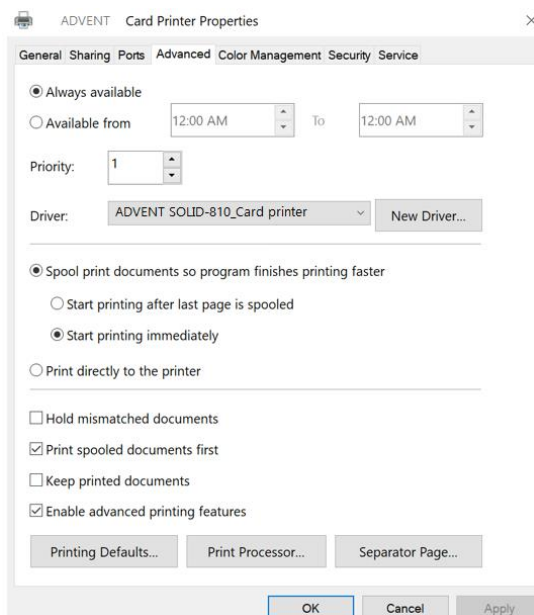 ADVENT Card Printer Properties
General Sharing Ports Advanced Color Management Security Service
Always available
Available from 12:00 AM To 12:00 AM
Priority: 1
Driver: ADVENT SOLID-810_Card printer New Driver...
Spool print documents so program finishes printing faster
Start printing after last page is spooled
Start printing immediately
Print directly to the printer
Hold mismatched documents
Print spooled documents first
Keep printed documents
Enable advanced printing features
Printing Defaults... Print Processor... Separator Page...
OK Cancel Apply